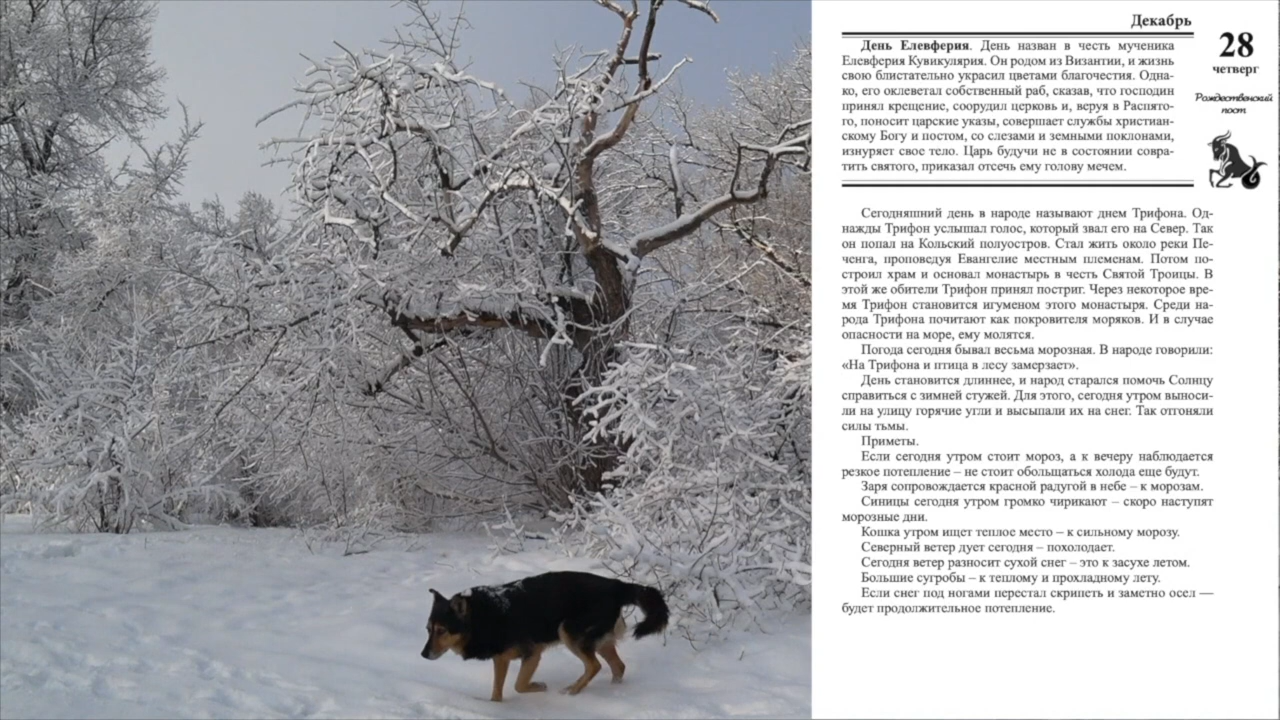 Декабрь
День Елевферия. День назван в честь мученика
Елевферия Кувикулярия. Он родом из Византии, и жизнь
свою блистательно украсил цветами благочестия. Одна-
ко, его оклеветал собственный раб, сказав, что господин
принял крещение, соорудил церковь и, веруя в Распято-
го, поносит царские указы, совершает службы христиан-
скому Богу и постом, со слезами и земными поклонами,
изнуряет свое тело. Царь будучи не в состоянии совра-
тить святого, приказал отсечь ему голову мечем.
28
четверг
Рождественский
пост
Сегодняшний день в народе называют днем Трифона. Од-
нажды Трифон услышал голос, который звал его на Север. Так
он попал на Кольский полуостров. Стал жить около реки Пе-
ченга, проповедуя Евангелие местным племенам. Потом по-
строил храм и основал монастырь в честь Святой Троицы. В
этой же обители Трифон принял постриг. Через некоторое вре-
мя Трифон становится игуменом этого монастыря. Среди на-
рода Трифона почитают как покровителя моряков. И в случае
опасности на море, ему молятся.
Погода сегодня бывал весьма морозная. В народе говорили:
«На Трифона и птица в лесу замерзает».
День становится длиннее, и народ старался помочь Солнцу
справиться с зимней стужей. Для этого, сегодня утром выноси-
ли на улицу горячие угли и высыпали их на снег. Так отгоняли
силы тьмы.
Приметы.
Если сегодня утром стоит мороз, а к вечеру наблюдается
резкое потепление – не стоит обольщаться холода еще будут.
Заря сопровождается красной радугой в небе – к морозам.
Синицы сегодня утром громко чирикают – скоро наступят
морозные дни.
Кошка утром ищет теплое место – к сильному морозу.
Северный ветер дует сегодня – похолодает.
Сегодня ветер разносит сухой снег – это к засухе летом.
Большие сугробы – к теплому и прохладному лету.
Если снег под ногами перестал скрипеть и заметно осел —
будет продолжительное потепление.